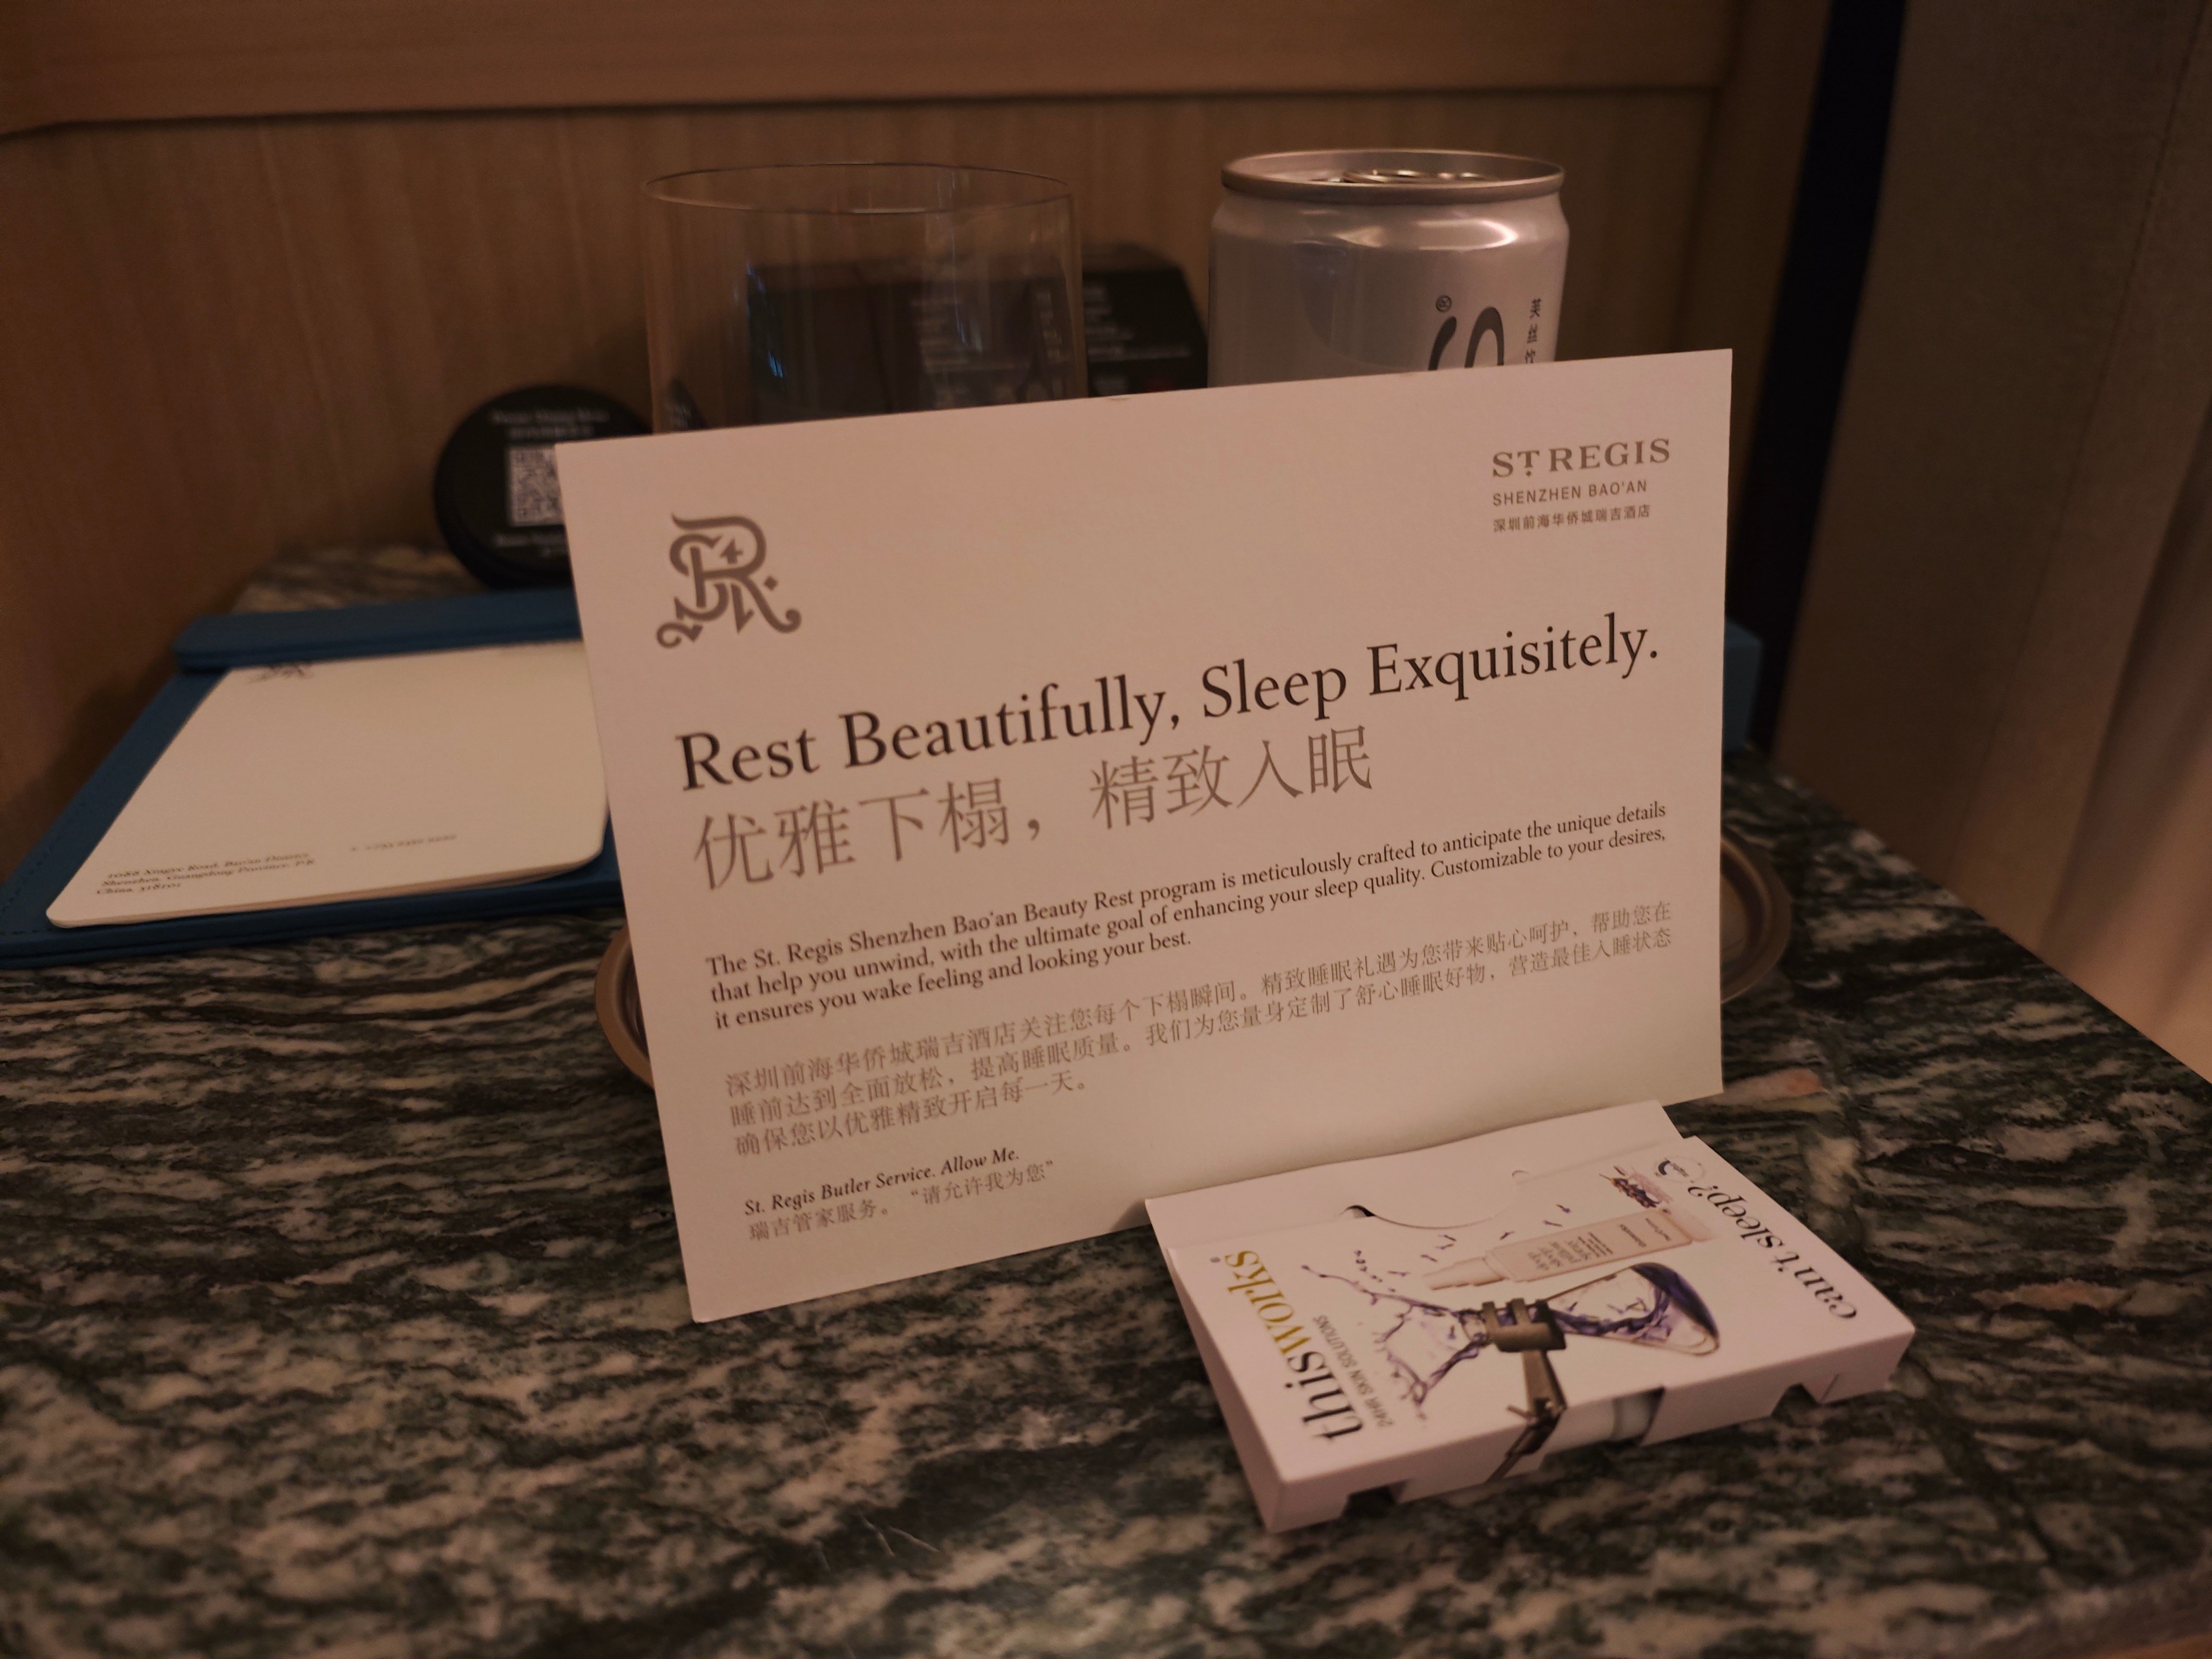 ST REGIS
SHENZHEN BAO'AN
深圳前海华侨城瑞吉酒店
Rest Beautifully, Sleep Exquisitely.
优雅下榻，精致入眠
The St. Regis Shenzhen Bao'an Beauty Rest program is meticulously crafted to anticipate the unique details
that help you unwind, with the ultimate goal of enhancing your sleep quality. Customizable to your desires,
it ensures you wake feeling and looking your best.
深圳前海华侨城瑞吉酒店关注您每个下榻瞬间。精致睡眠礼遇为您带来贴心呵护，帮助您在
睡前达到全面放松，提高睡眠质量。我们为您量身定制了舒心睡眠好物，营造最佳入睡状态
确保您以优雅精致开启每一天。
St. Regis Butler Service. Allow Me.
瑞吉管家服务。“请允许我为您”
can't sleep?
thisworks
24HR SKIN SOLUTIONS
Shenzhen, Guangdong Province, P.R
China, 518101